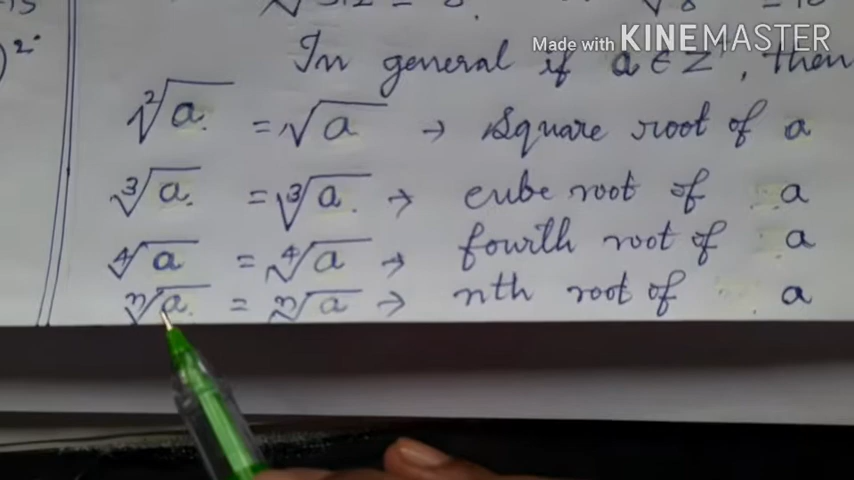 Made with KINEMASTER
In general if a ∈ Z⁺, then
²√a = √a → square root of a
³√a = ³√a → cube root of a
⁴√a = ⁴√a → fourth root of a
ⁿ√a = ⁿ√a → nth root of a